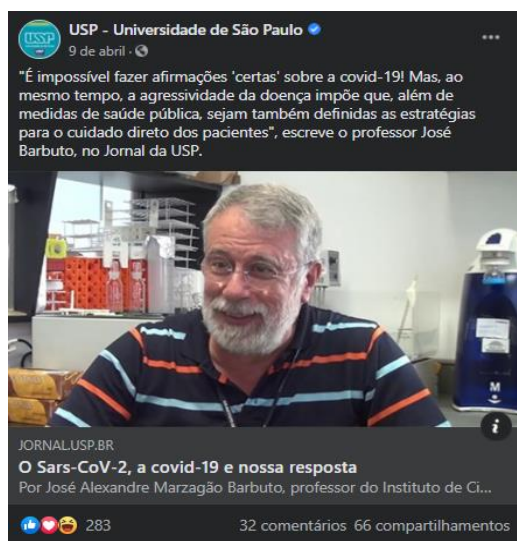 USP
USP - Universidade de São Paulo
9 de abril ·
"É impossível fazer afirmações 'certas' sobre a covid-19! Mas, ao
mesmo tempo, a agressividade da doença impõe que, além de
medidas de saúde pública, sejam também definidas as estratégias
para o cuidado direto dos pacientes", escreve o professor José
Barbuto, no Jornal da USP.
M
i
JORNAL.USP.BR
O Sars-CoV-2, a covid-19 e nossa resposta
Por José Alexandre Marzagão Barbuto, professor do Instituto de Ci...
283
32 comentários 66 compartilhamentos